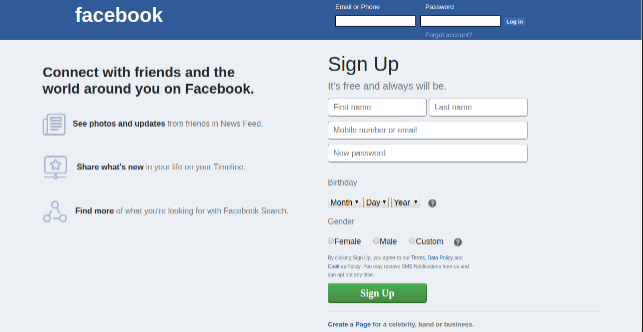 facebook
Email or Phone
Password
Log in
Forgot account?
Connect with friends and the
world around you on Facebook.
See photos and updates from friends in News Feed.
Share what's new in your life on your Timeline.
Find more of what you're looking for with Facebook Search.
Sign Up
It's free and always will be.
First name
Last name
Mobile number or email
New password
Birthday
Month Day Year ?
Gender
Female Male Custom ?
By clicking Sign Up, you agree to our Terms, Data Policy and
Cookies Policy. You may receive SMS Notifications from us and
can opt out any time.
Sign Up
Create a Page for a celebrity, band or business.